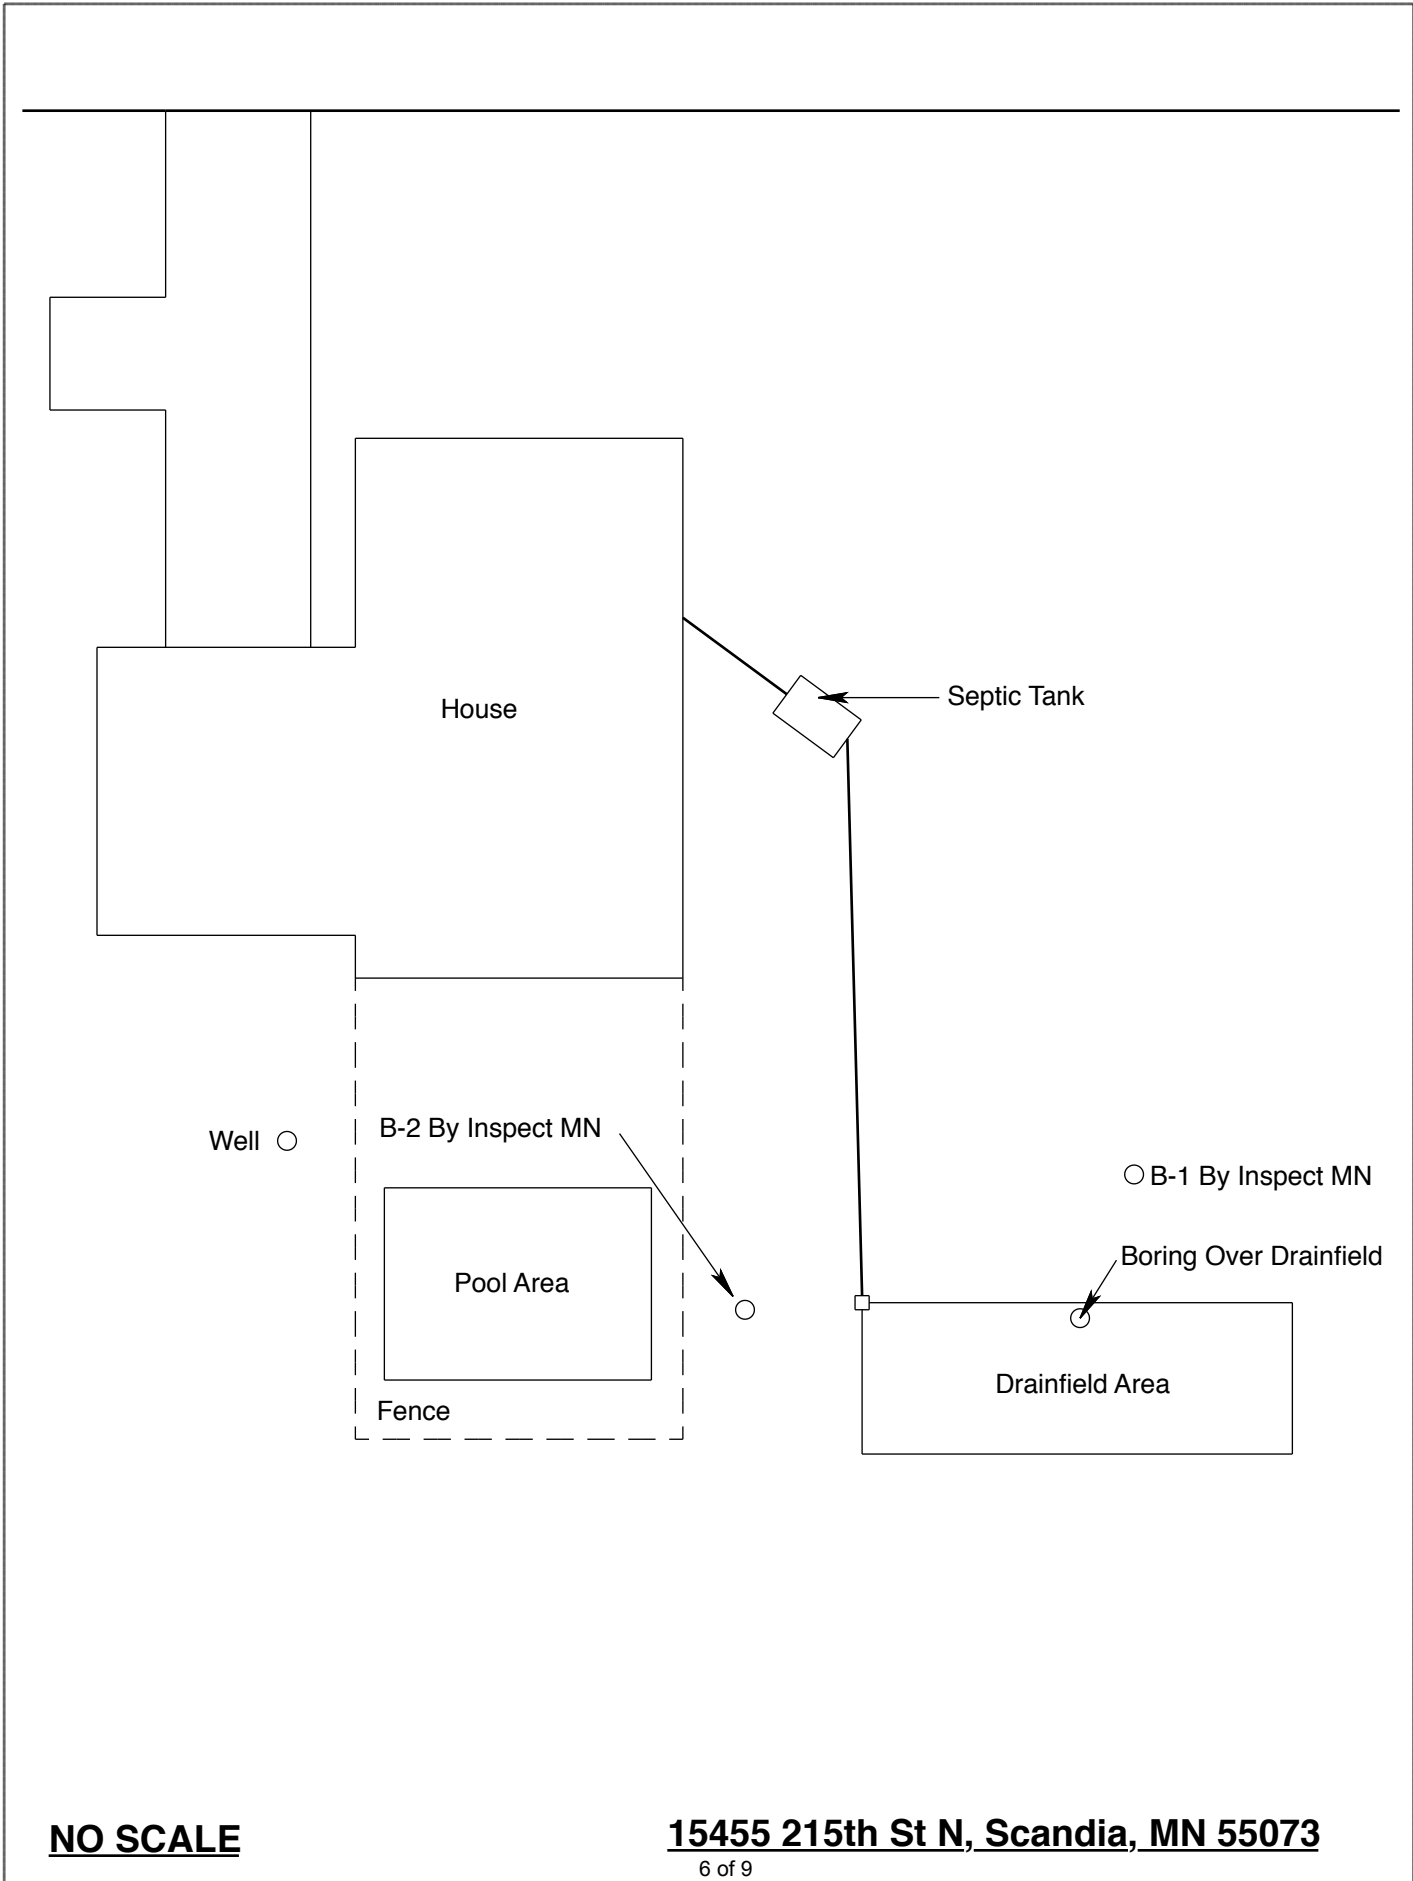 House
Septic Tank
Well
B-2 By Inspect MN
B-1 By Inspect MN
Boring Over Drainfield
Pool Area
Drainfield Area
Fence
NO SCALE
15455 215th St N, Scandia, MN 55073
6 of 9